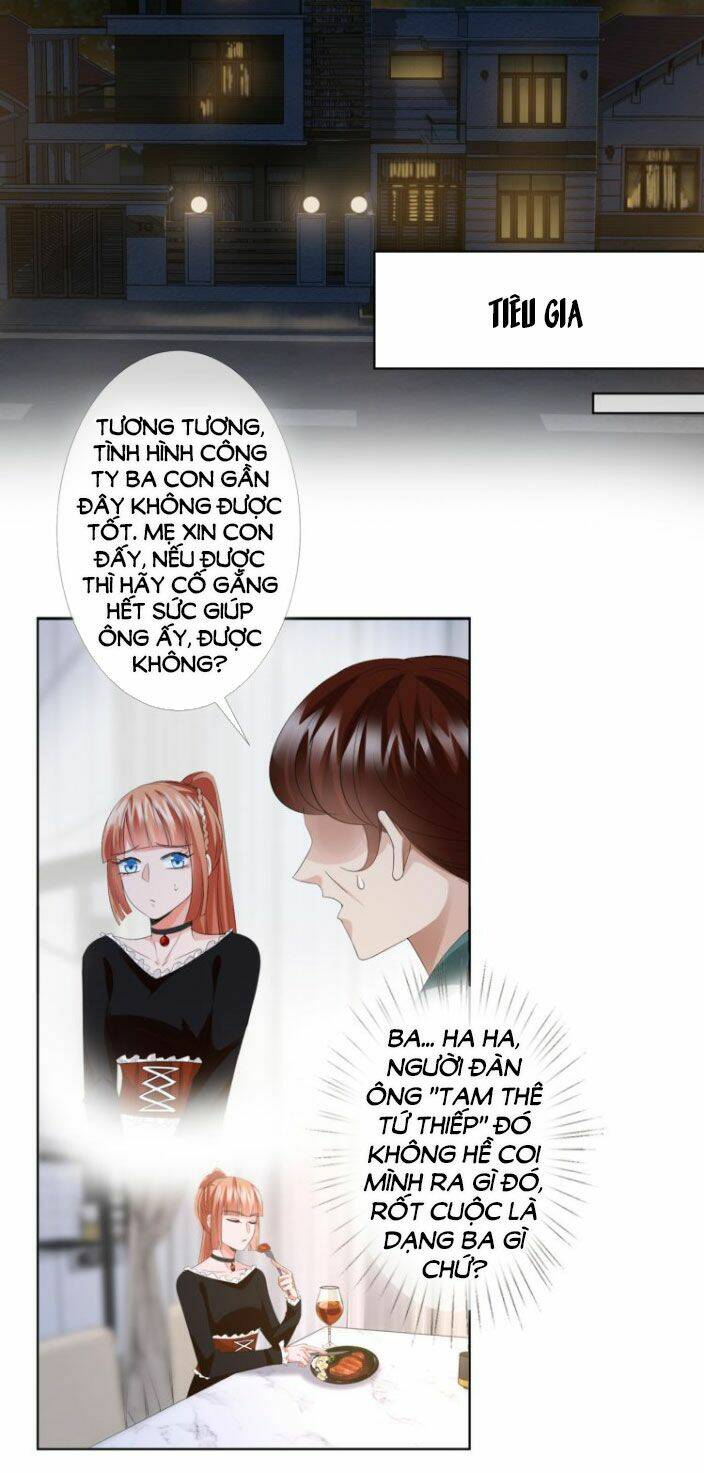 TIÊU GIA
TƯƠNG TƯƠNG,
TÌNH HÌNH CÔNG
TY BA CON GẦN
ĐÂY KHÔNG ĐƯỢC
TỐT. MẸ XIN CON
ĐẤY, NẾU ĐƯỢC
THÌ HÃY CỐ GẮNG
HẾT SỨC GIÚP
ÔNG ẤY, ĐƯỢC
KHÔNG?
BA... HA HA,
NGƯỜI ĐÀN
ÔNG "TAM THÊ
TỨ THIẾP" ĐÓ
KHÔNG HỀ COI
MÌNH RA GÌ ĐÓ,
RỐT CUỘC LÀ
DẠNG BA GÌ
CHỨ?